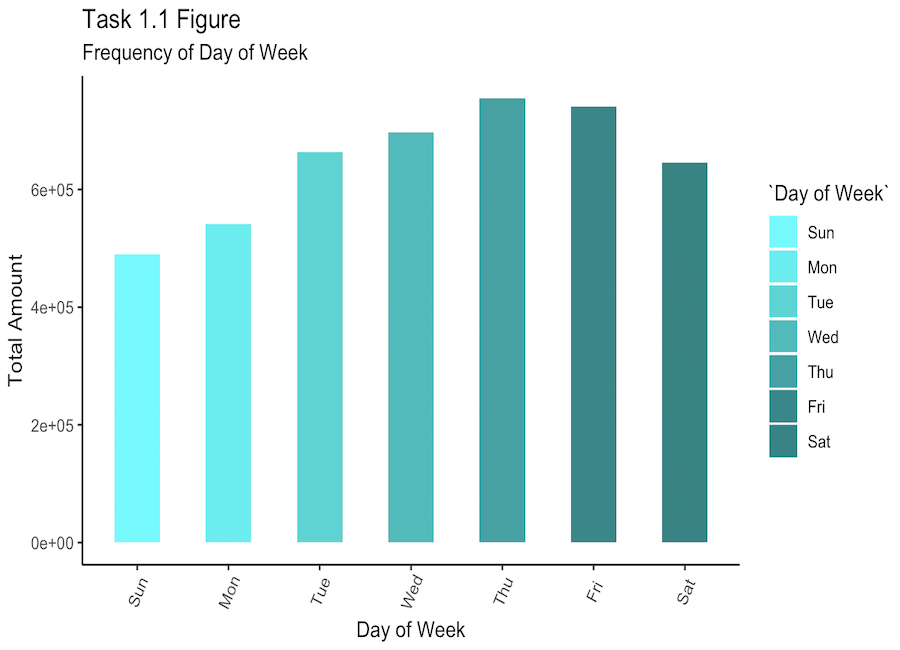 Task 1.1 Figure
Frequency of Day of Week
Total Amount
6e+05
4e+05
2e+05
0e+00
Sun
Mon
Tue
Wed
Thu
Fri
Sat
Day of Week
`Day of Week`
Sun
Mon
Tue
Wed
Thu
Fri
Sat